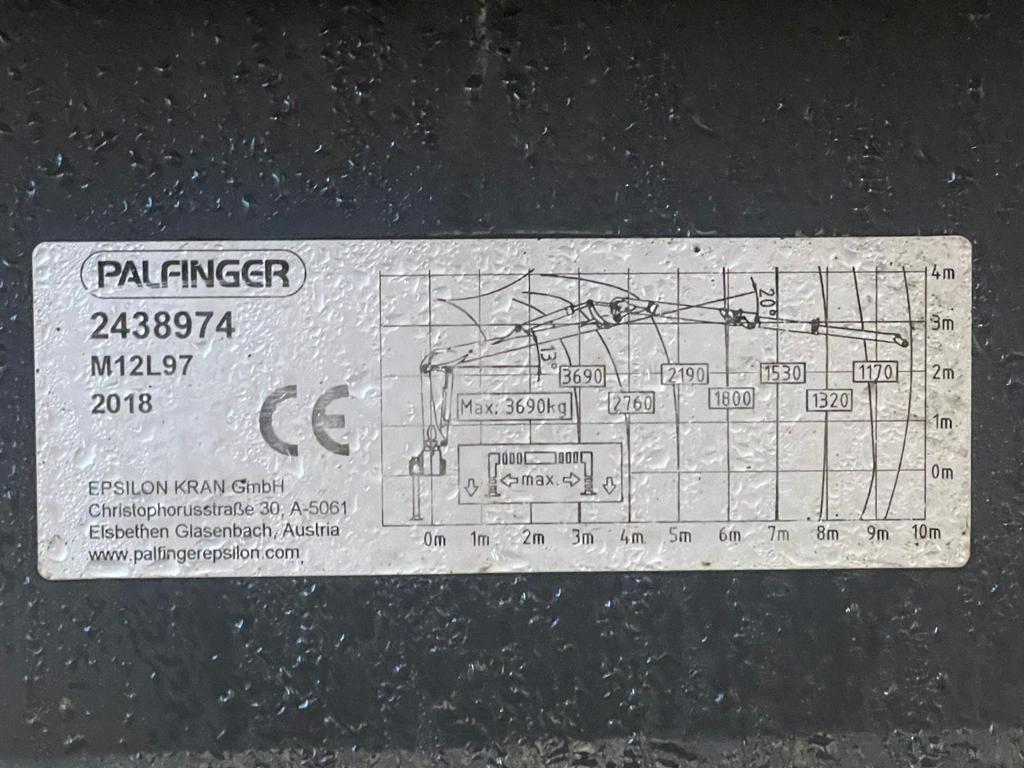 PALFINGER
2438974
M12L97
2018
CE
EPSILON KRAN GmbH
Christophorusstraße 30, A-5061
Elsbethen Glasenbach, Austria
www.palfingerepsilon.com
4m
20°
3m
13°
3690
2190
1530
1170
2m
Max. 3690kg
2760
1800
1320
1m
max.
0m
0m 1m 2m 3m 4m 5m 6m 7m 8m 9m 10m